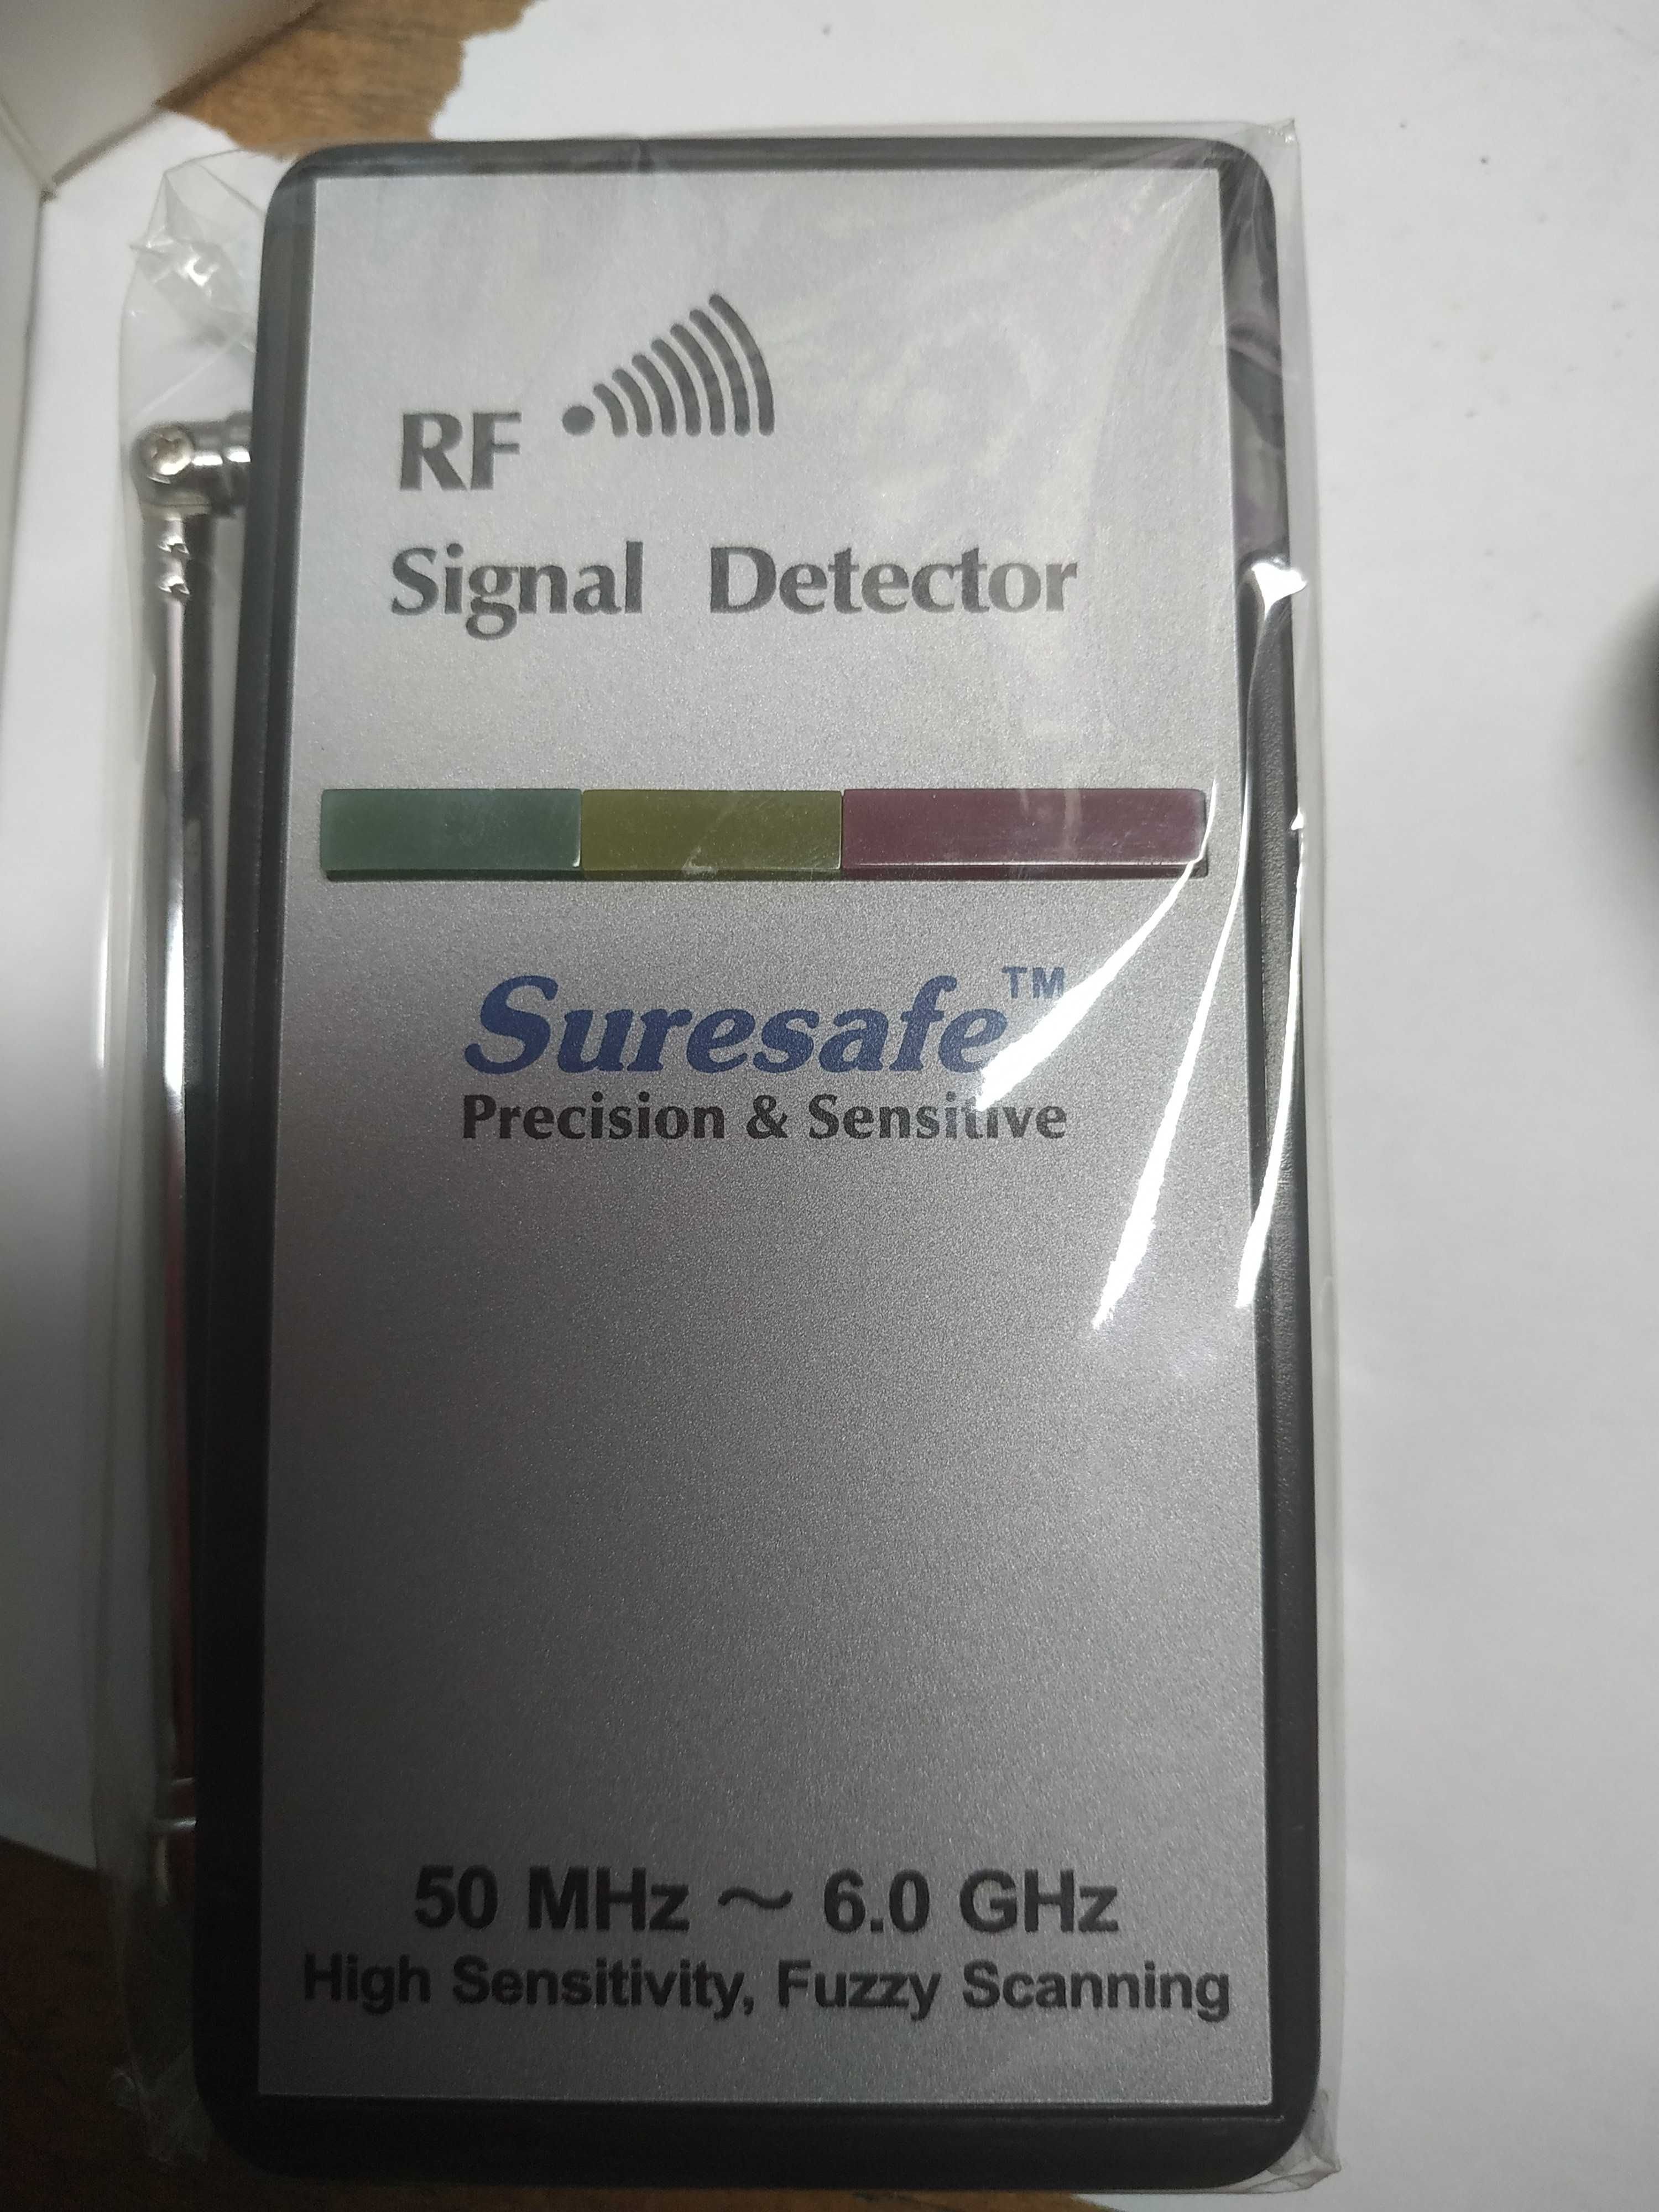 RF
Signal Detector
Suresafe™
Precision & Sensitive
50 MHz ～ 6.0 GHz
High Sensitivity, Fuzzy Scanning